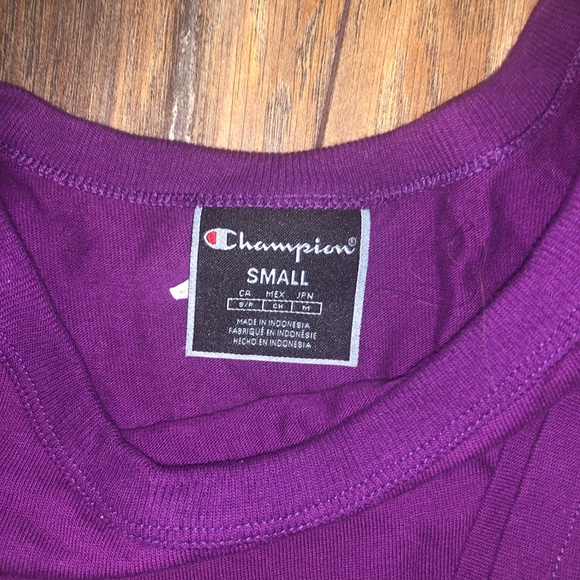 Champion®
SMALL
CA MEX JPN
S/P CH M
MADE IN INDONESIA
FABRIQUÉ EN INDONÉSIE
HECHO EN INDONESIA